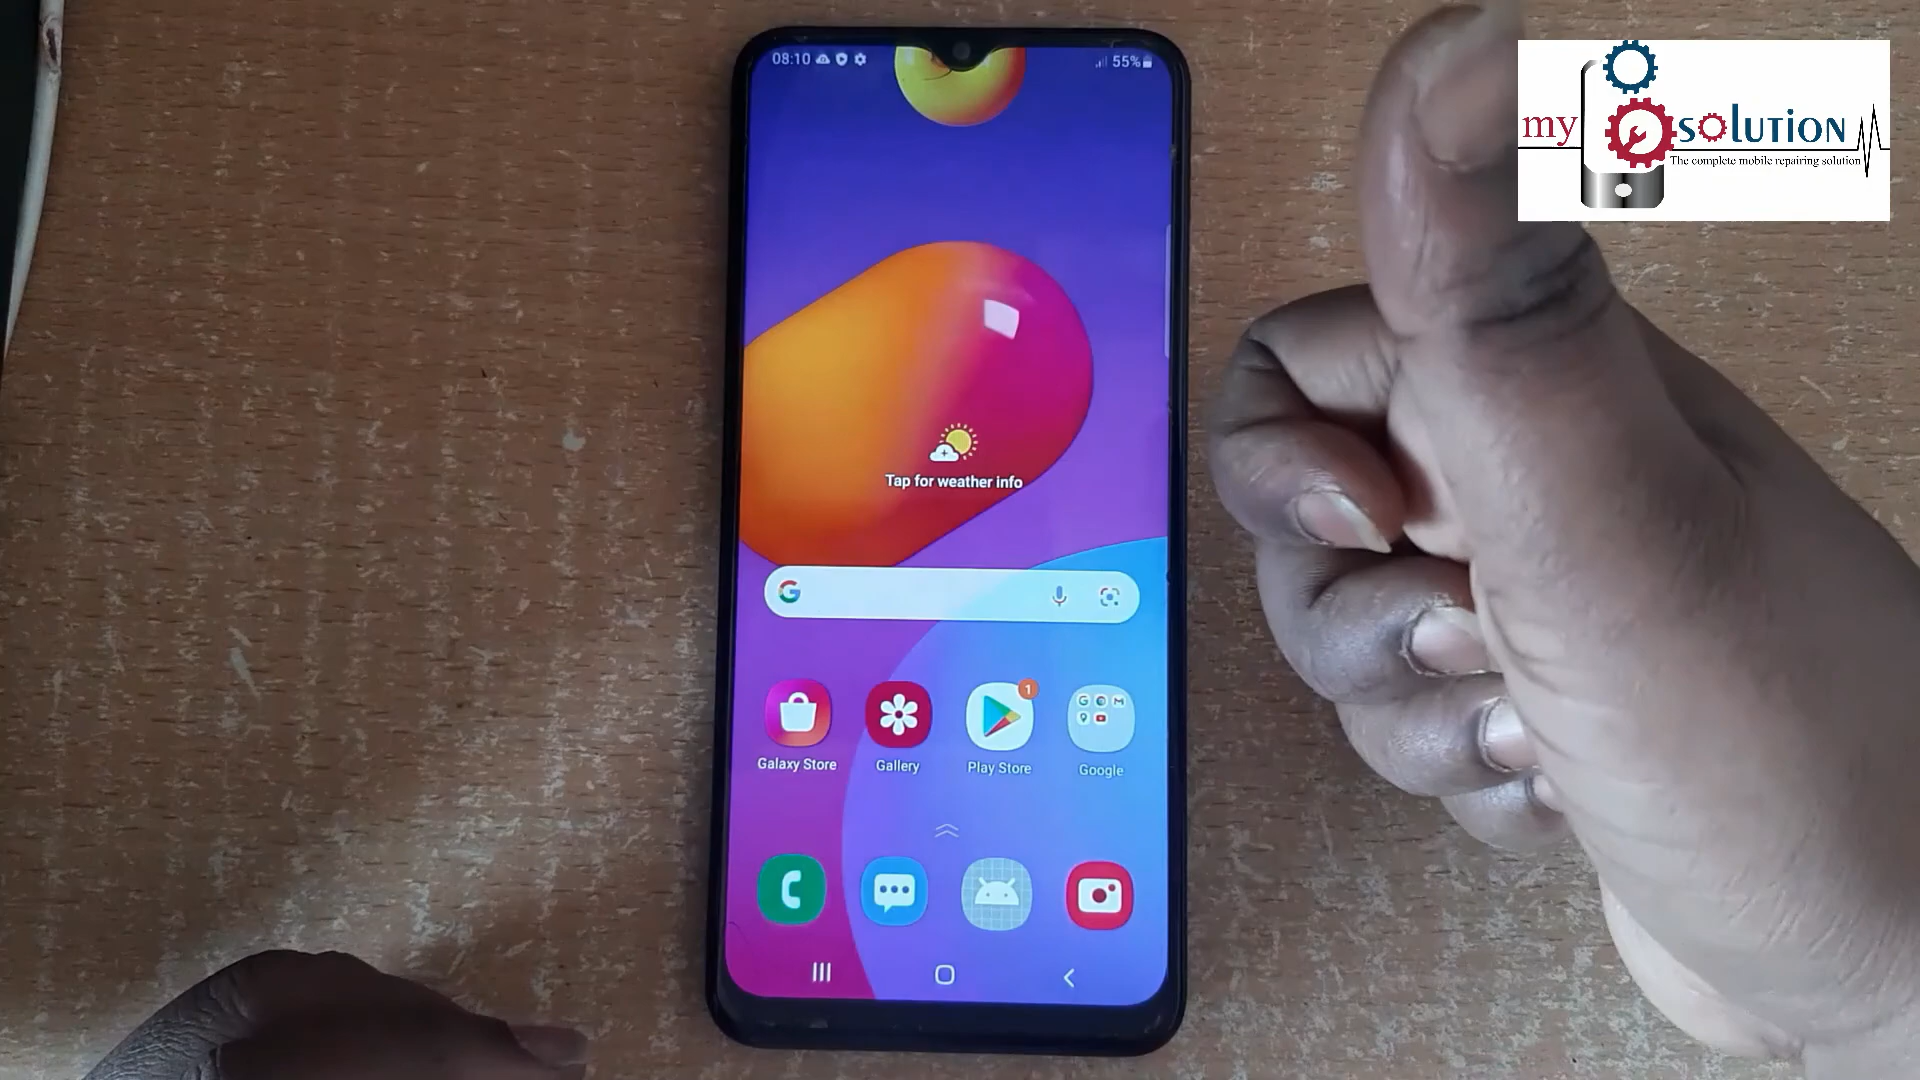 08:10
55%
my solution
The complete mobile repairing solution
Tap for weather info
G
1
G M
Galaxy Store
Gallery
Play Store
Google